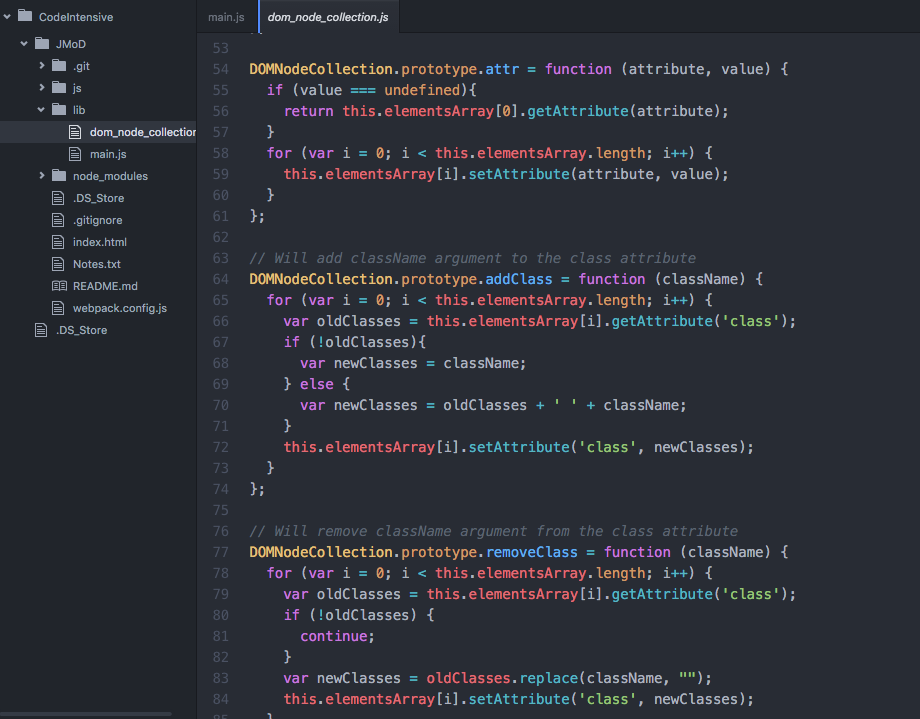 CodeIntensive
JMoD
.git
js
lib
dom_node_collection
main.js
node_modules
.DS_Store
.gitignore
index.html
Notes.txt
README.md
webpack.config.js
.DS_Store
main.js
dom_node_collection.js
53
54 DOMNodeCollection.prototype.attr = function (attribute, value) {
55 if (value === undefined){
56 return this.elementsArray[0].getAttribute(attribute);
57 }
58 for (var i = 0; i < this.elementsArray.length; i++) {
59 this.elementsArray[i].setAttribute(attribute, value);
60 }
61 };
62
63 // Will add className argument to the class attribute
64 DOMNodeCollection.prototype.addClass = function (className) {
65 for (var i = 0; i < this.elementsArray.length; i++) {
66 var oldClasses = this.elementsArray[i].getAttribute('class');
67 if (!oldClasses){
68 var newClasses = className;
69 } else {
70 var newClasses = oldClasses + ' ' + className;
71 }
72 this.elementsArray[i].setAttribute('class', newClasses);
73 }
74 };
75
76 // Will remove className argument from the class attribute
77 DOMNodeCollection.prototype.removeClass = function (className) {
78 for (var i = 0; i < this.elementsArray.length; i++) {
79 var oldClasses = this.elementsArray[i].getAttribute('class');
80 if (!oldClasses) {
81 continue;
82 }
83 var newClasses = oldClasses.replace(className, "");
84 this.elementsArray[i].setAttribute('class', newClasses);